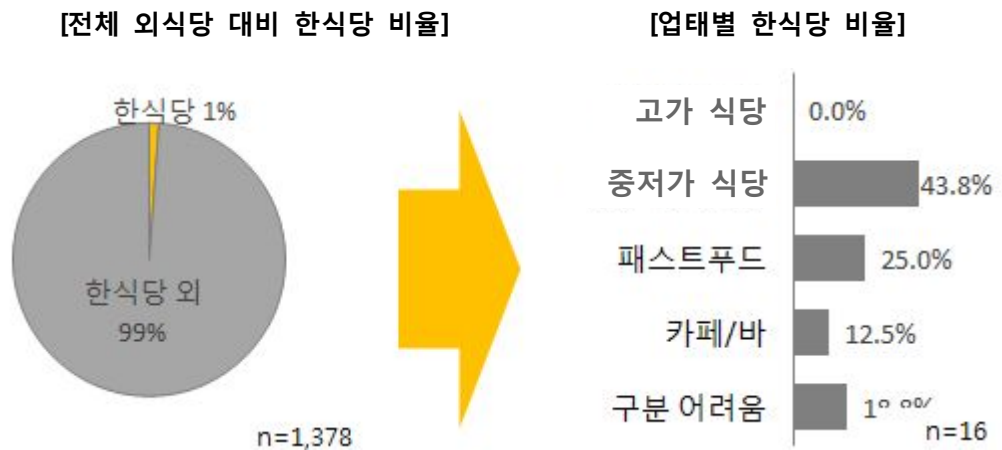 [전체 외식당 대비 한식당 비율]
한식당 1%
한식당 외
99%
n=1,378
[업태별 한식당 비율]
고가 식당 0.0%
중저가 식당 43.8%
패스트푸드 25.0%
카페/바 12.5%
구분 어려움
n=16